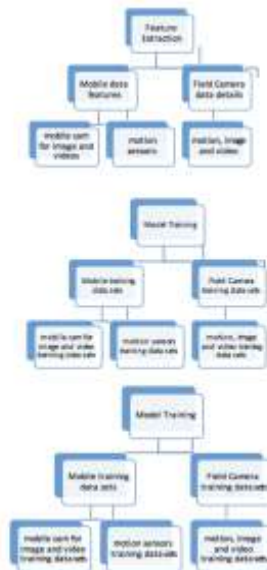 Feature
Extraction
Mobile data
features
Field Camera
data details
mobile cam
for image and
videos
motion
sensors
motion, image
and video
Model Training
Mobile training
data sets
Field Camera
training data sets
mobile cam for
image and video
training data sets
motion sensors
training data sets
motion, image
and video training
data sets
Model Training
Mobile training
data sets
Field Camera
training data sets
mobile cam for
image and video
training data sets
motion sensors
training data sets
motion, image
and video
training data sets